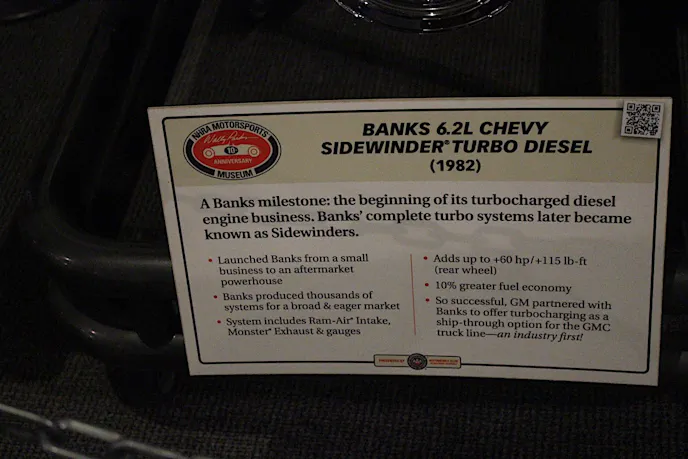 NHRA MOTORSPORTS
Wally Parks
10
ANNIVERSARY
MUSEUM
BANKS 6.2L CHEVY
SIDEWINDER® TURBO DIESEL
(1982)
A Banks milestone: the beginning of its turbocharged diesel
engine business. Banks' complete turbo systems later became
known as Sidewinders.
• Launched Banks from a small
business to an aftermarket
powerhouse
• Banks produced thousands of
systems for a broad & eager market
• System includes Ram-Air® Intake,
Monster® Exhaust & gauges
• Adds up to +60 hp/+115 lb-ft
(rear wheel)
• 10% greater fuel economy
• So successful, GM partnered with
Banks to offer turbocharging as a
ship-through option for the GMC
truck line—an industry first!